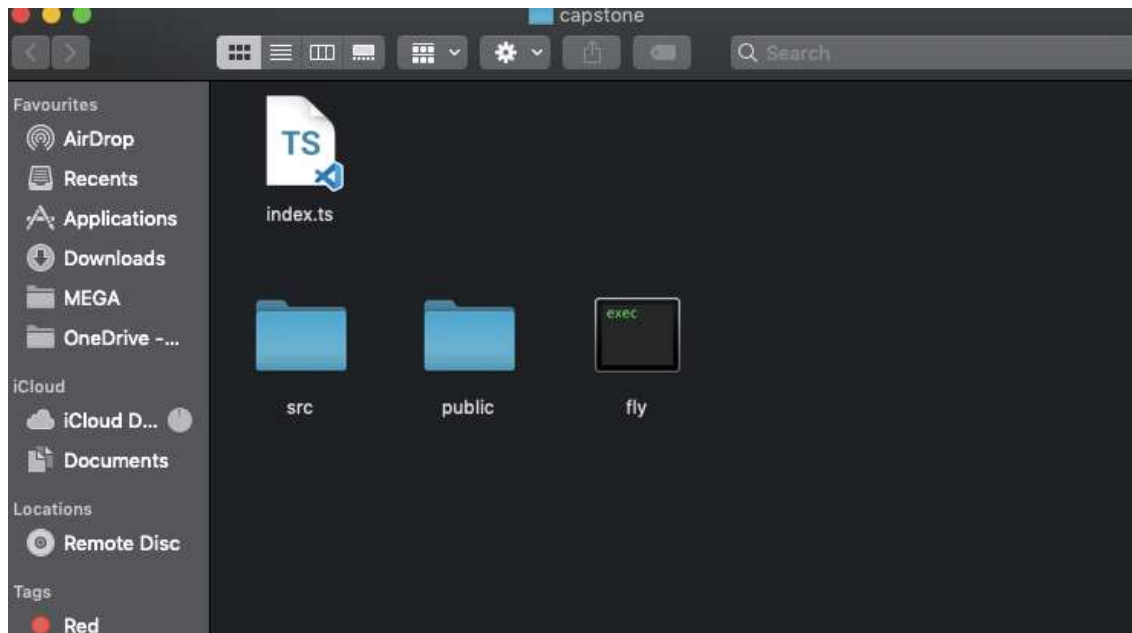 capstone
Search
Favourites
AirDrop
Recents
Applications
Downloads
MEGA
OneDrive -...
iCloud
iCloud D...
Documents
Locations
Remote Disc
Tags
Red
TS
index.ts
exec
src
public
fly